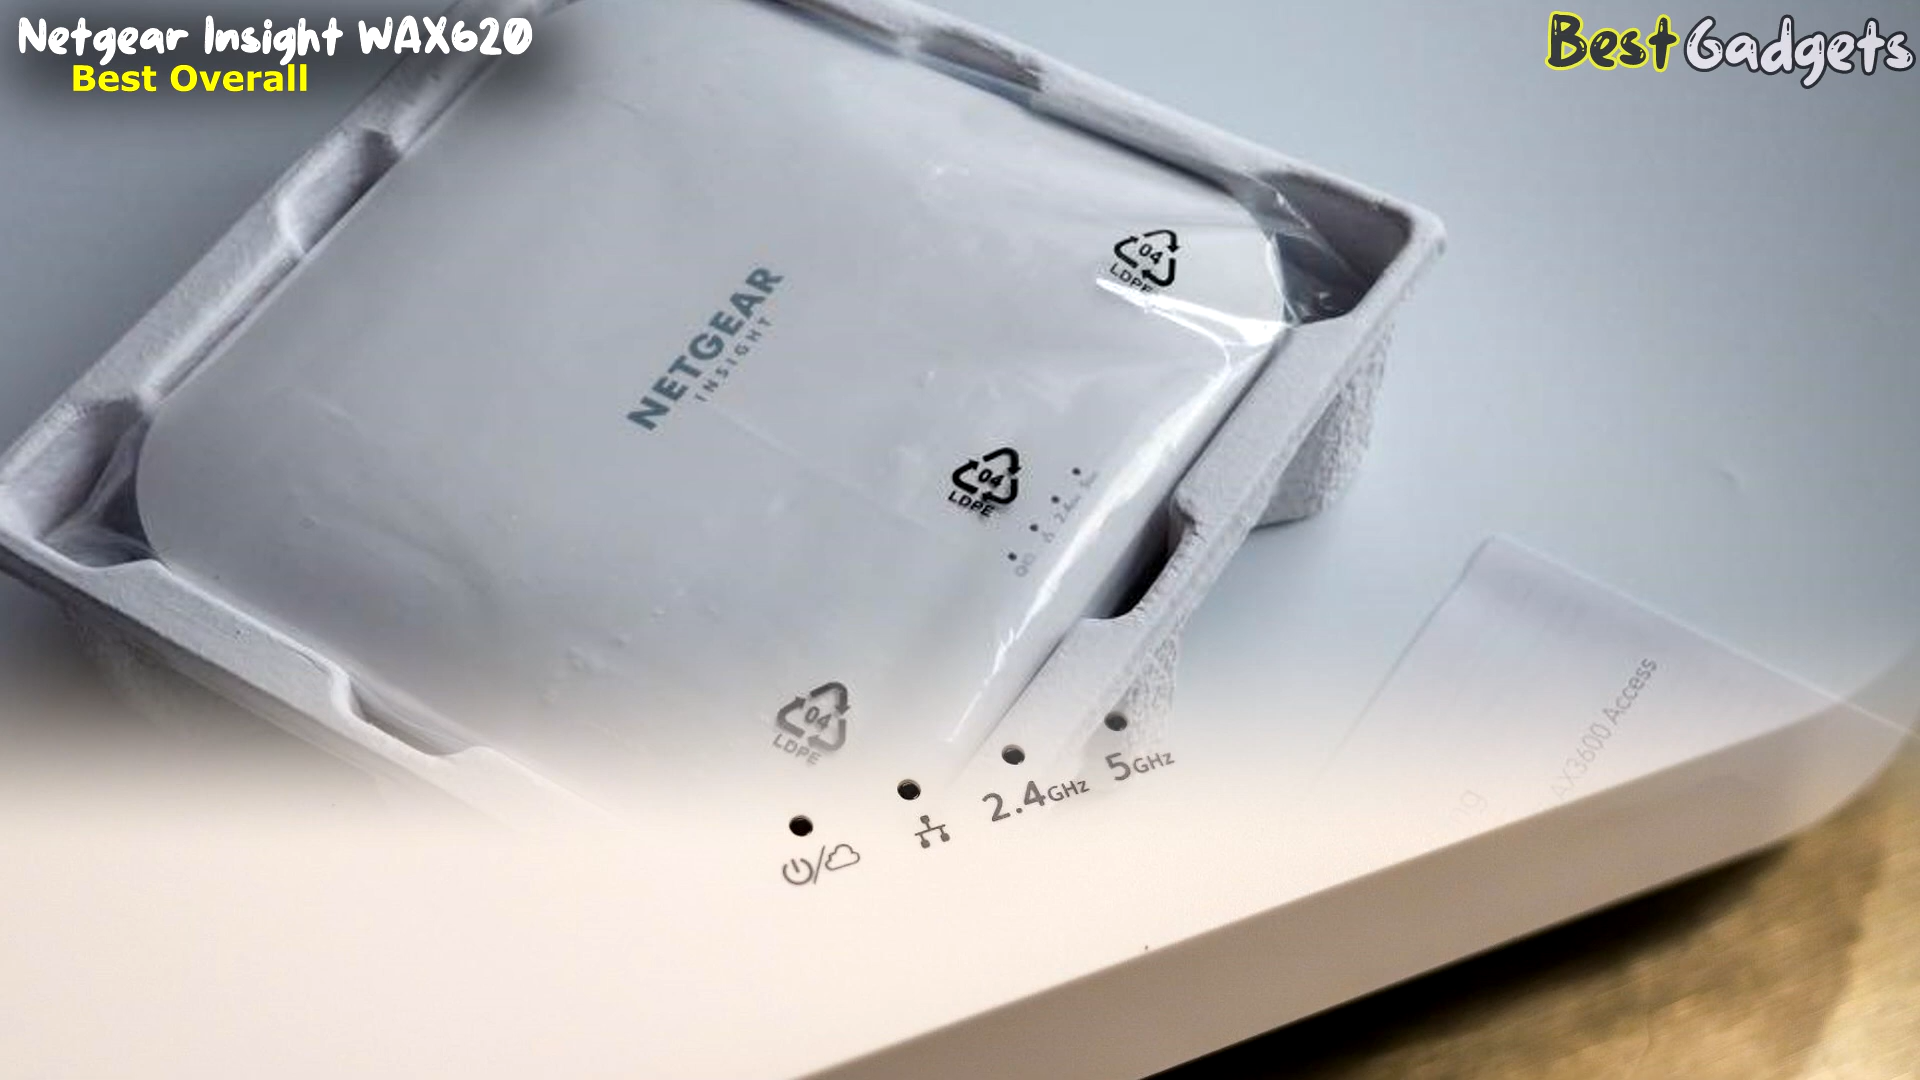 Netgear Insight WAX620
Best Overall
BestGadgets
NETGEAR
INSIGHT
04
LDPE
04
LDPE
04
LDPE
2.4GHz
5GHz
AX3600 Access